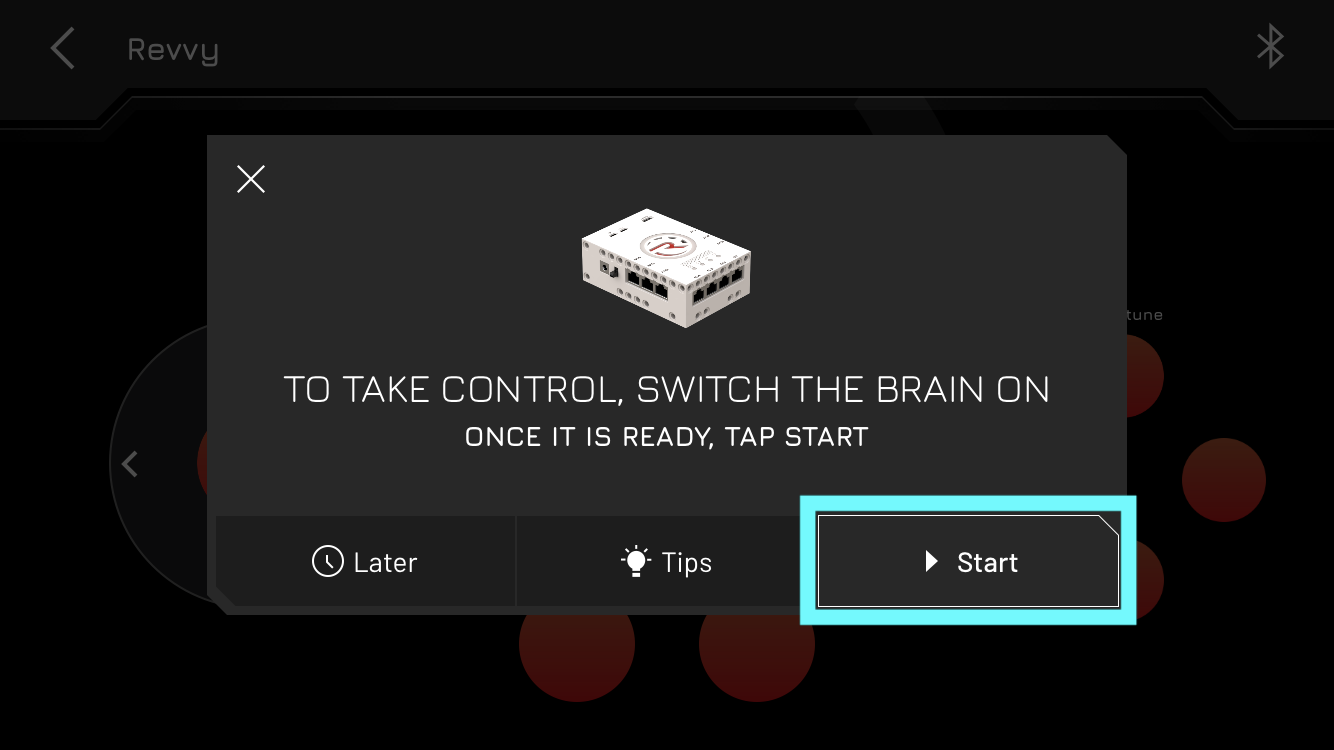 Revvy
TO TAKE CONTROL, SWITCH THE BRAIN ON
ONCE IT IS READY, TAP START
tune
Later
Tips
Start